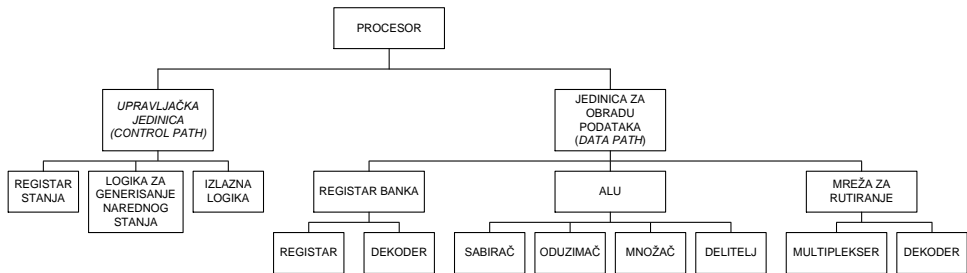 PROCESOR
UPRAVLJAČKA
JEDINICA
(CONTROL PATH)
JEDINICA ZA
OBRADU
PODATAKA
(DATA PATH)
REGISTAR
STANJA
LOGIKA ZA
GENERISANJE
NAREDNOG
STANJA
IZLAZNA
LOGIKA
REGISTAR BANKA
ALU
MREŽA ZA
RUTIRANJE
REGISTAR
DEKODER
SABIRAČ
ODUZIMAČ
MNOŽAČ
DELITELJ
MULTIPLEKSER
DEKODER